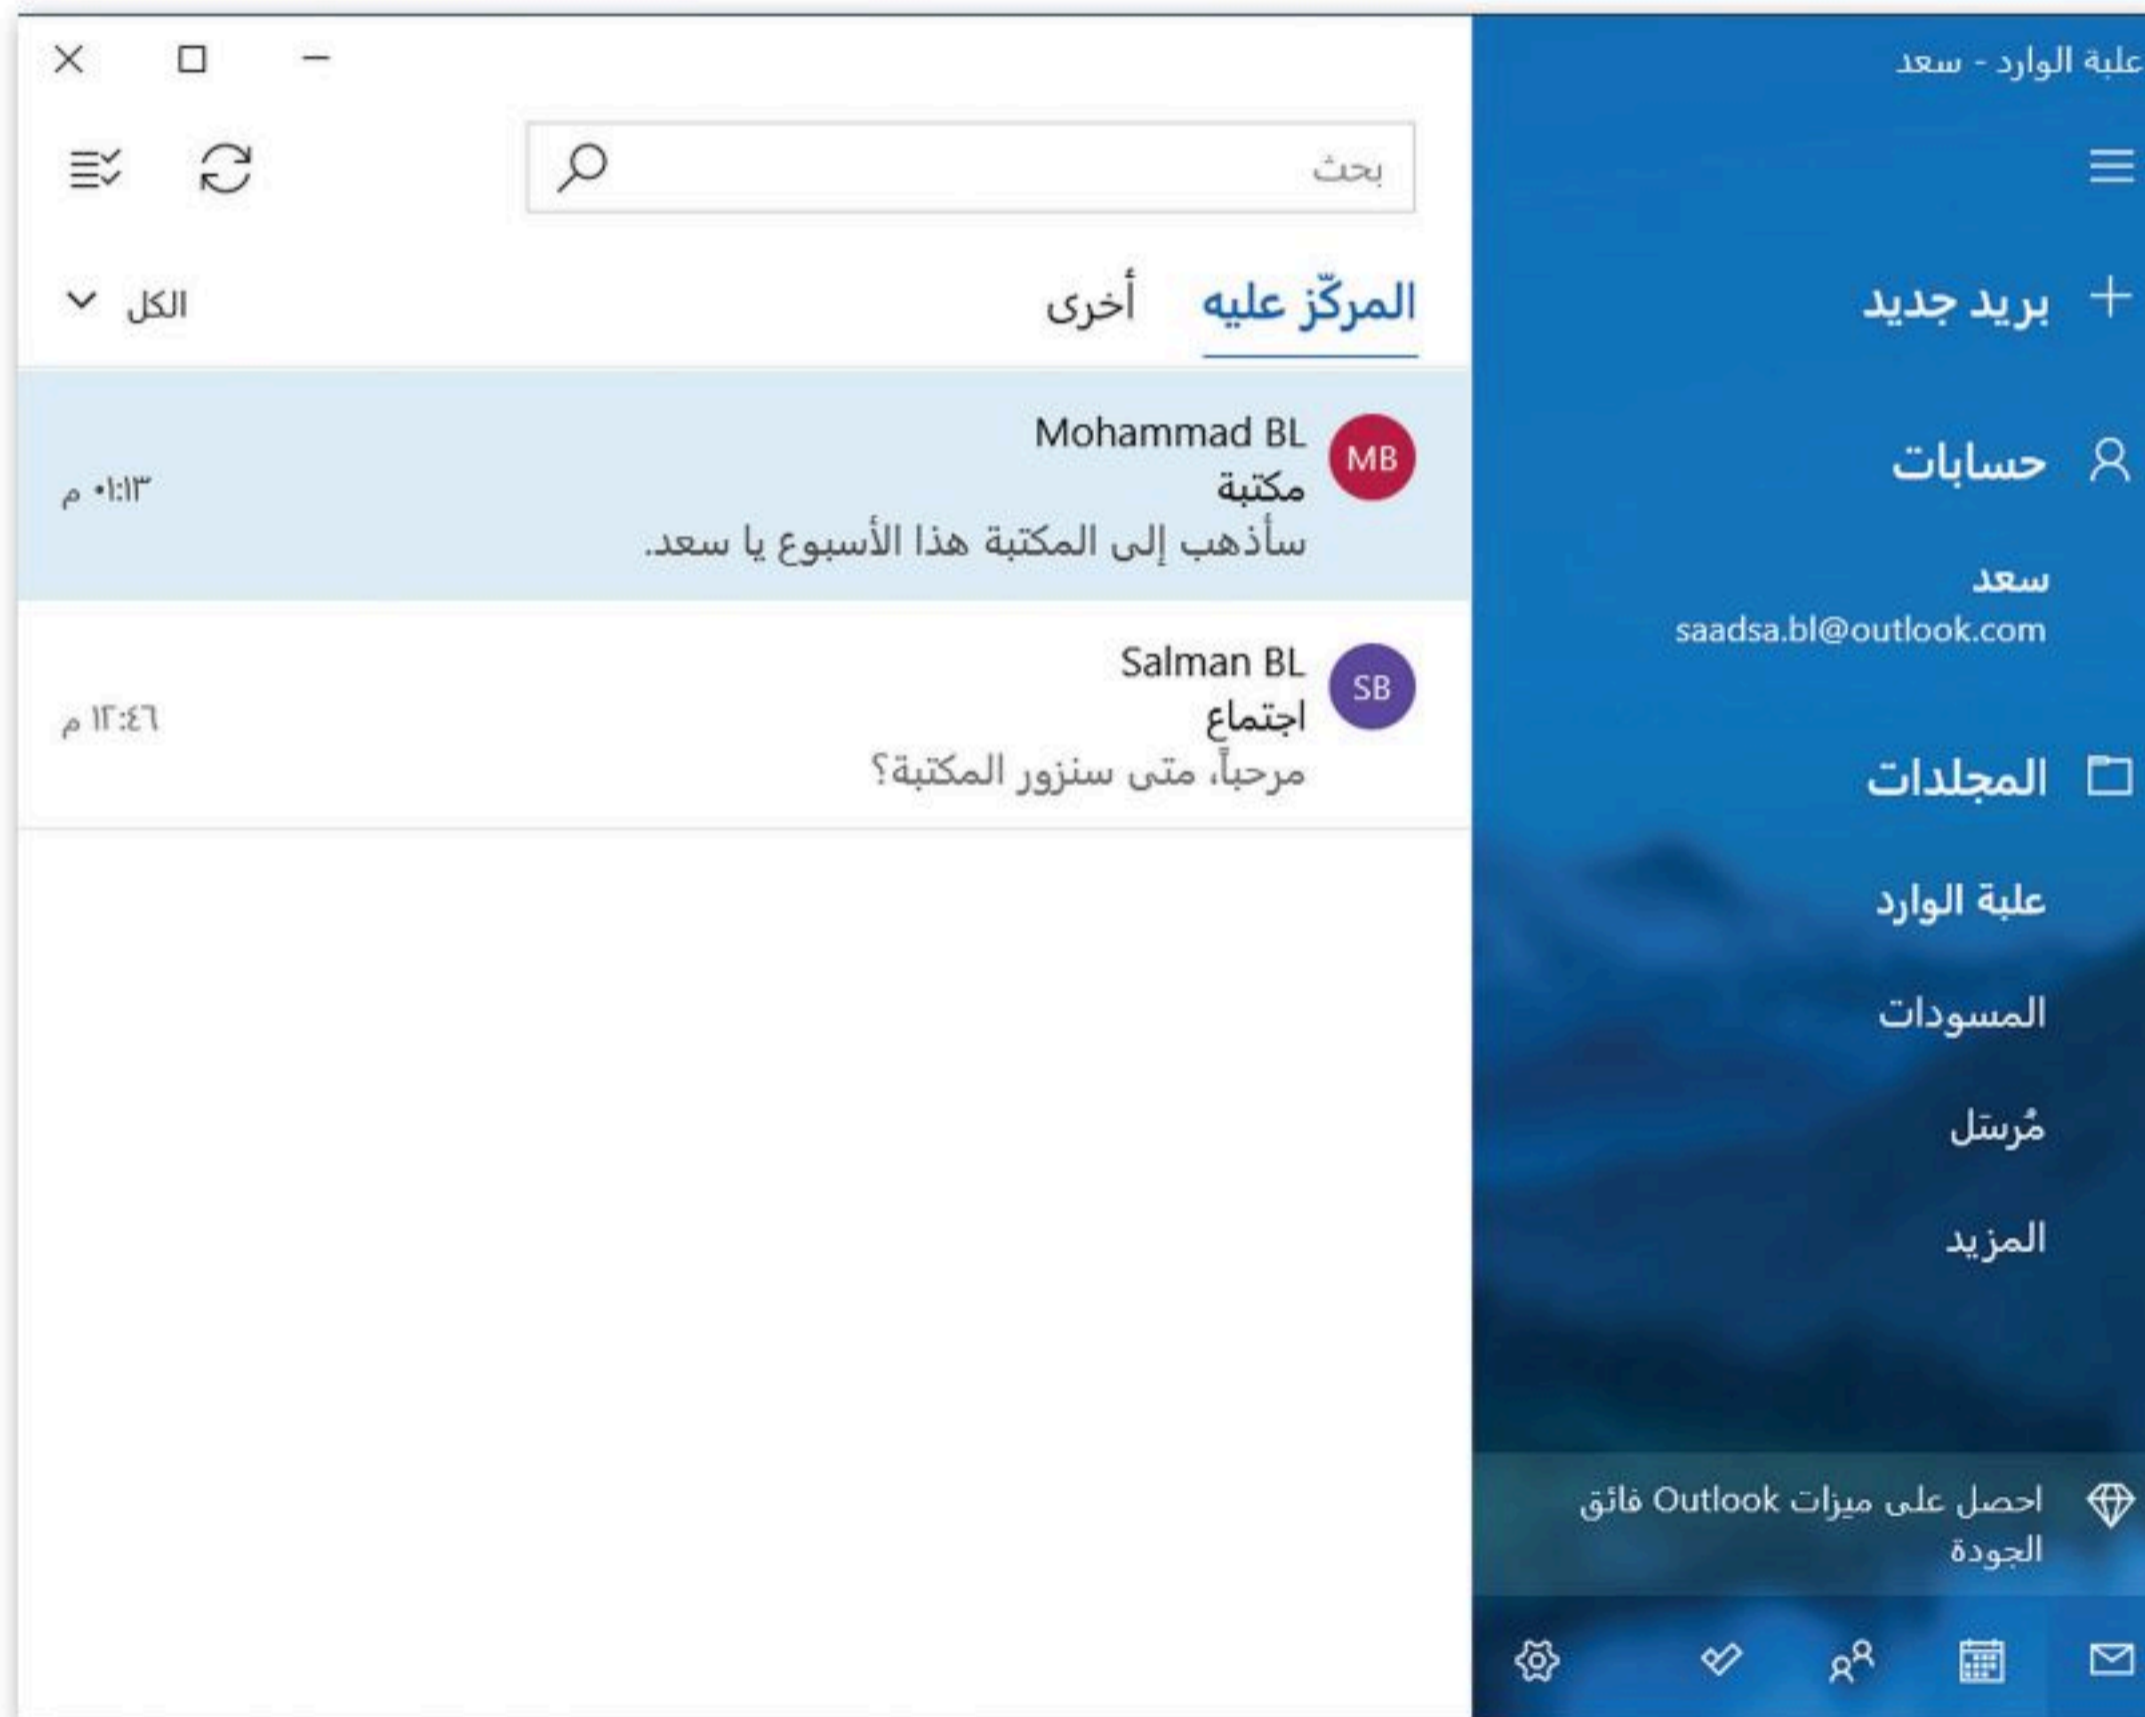 علبة الوارد - سعد
بريد جديد
حسابات
سعد
saadsa.bl@outlook.com
المجلدات
علبة الوارد
المسودات
مُرسَل
المزيد
احصل على ميزات Outlook فائق
الجودة
بحث
المركّز عليه أخرى الكل
MB
Mohammad BL
مكتبة
٠١:١٣ م
سأذهب إلى المكتبة هذا الأسبوع يا سعد.
SB
Salman BL
اجتماع
١٢:٤٦ م
مرحباً، متى سنزور المكتبة؟